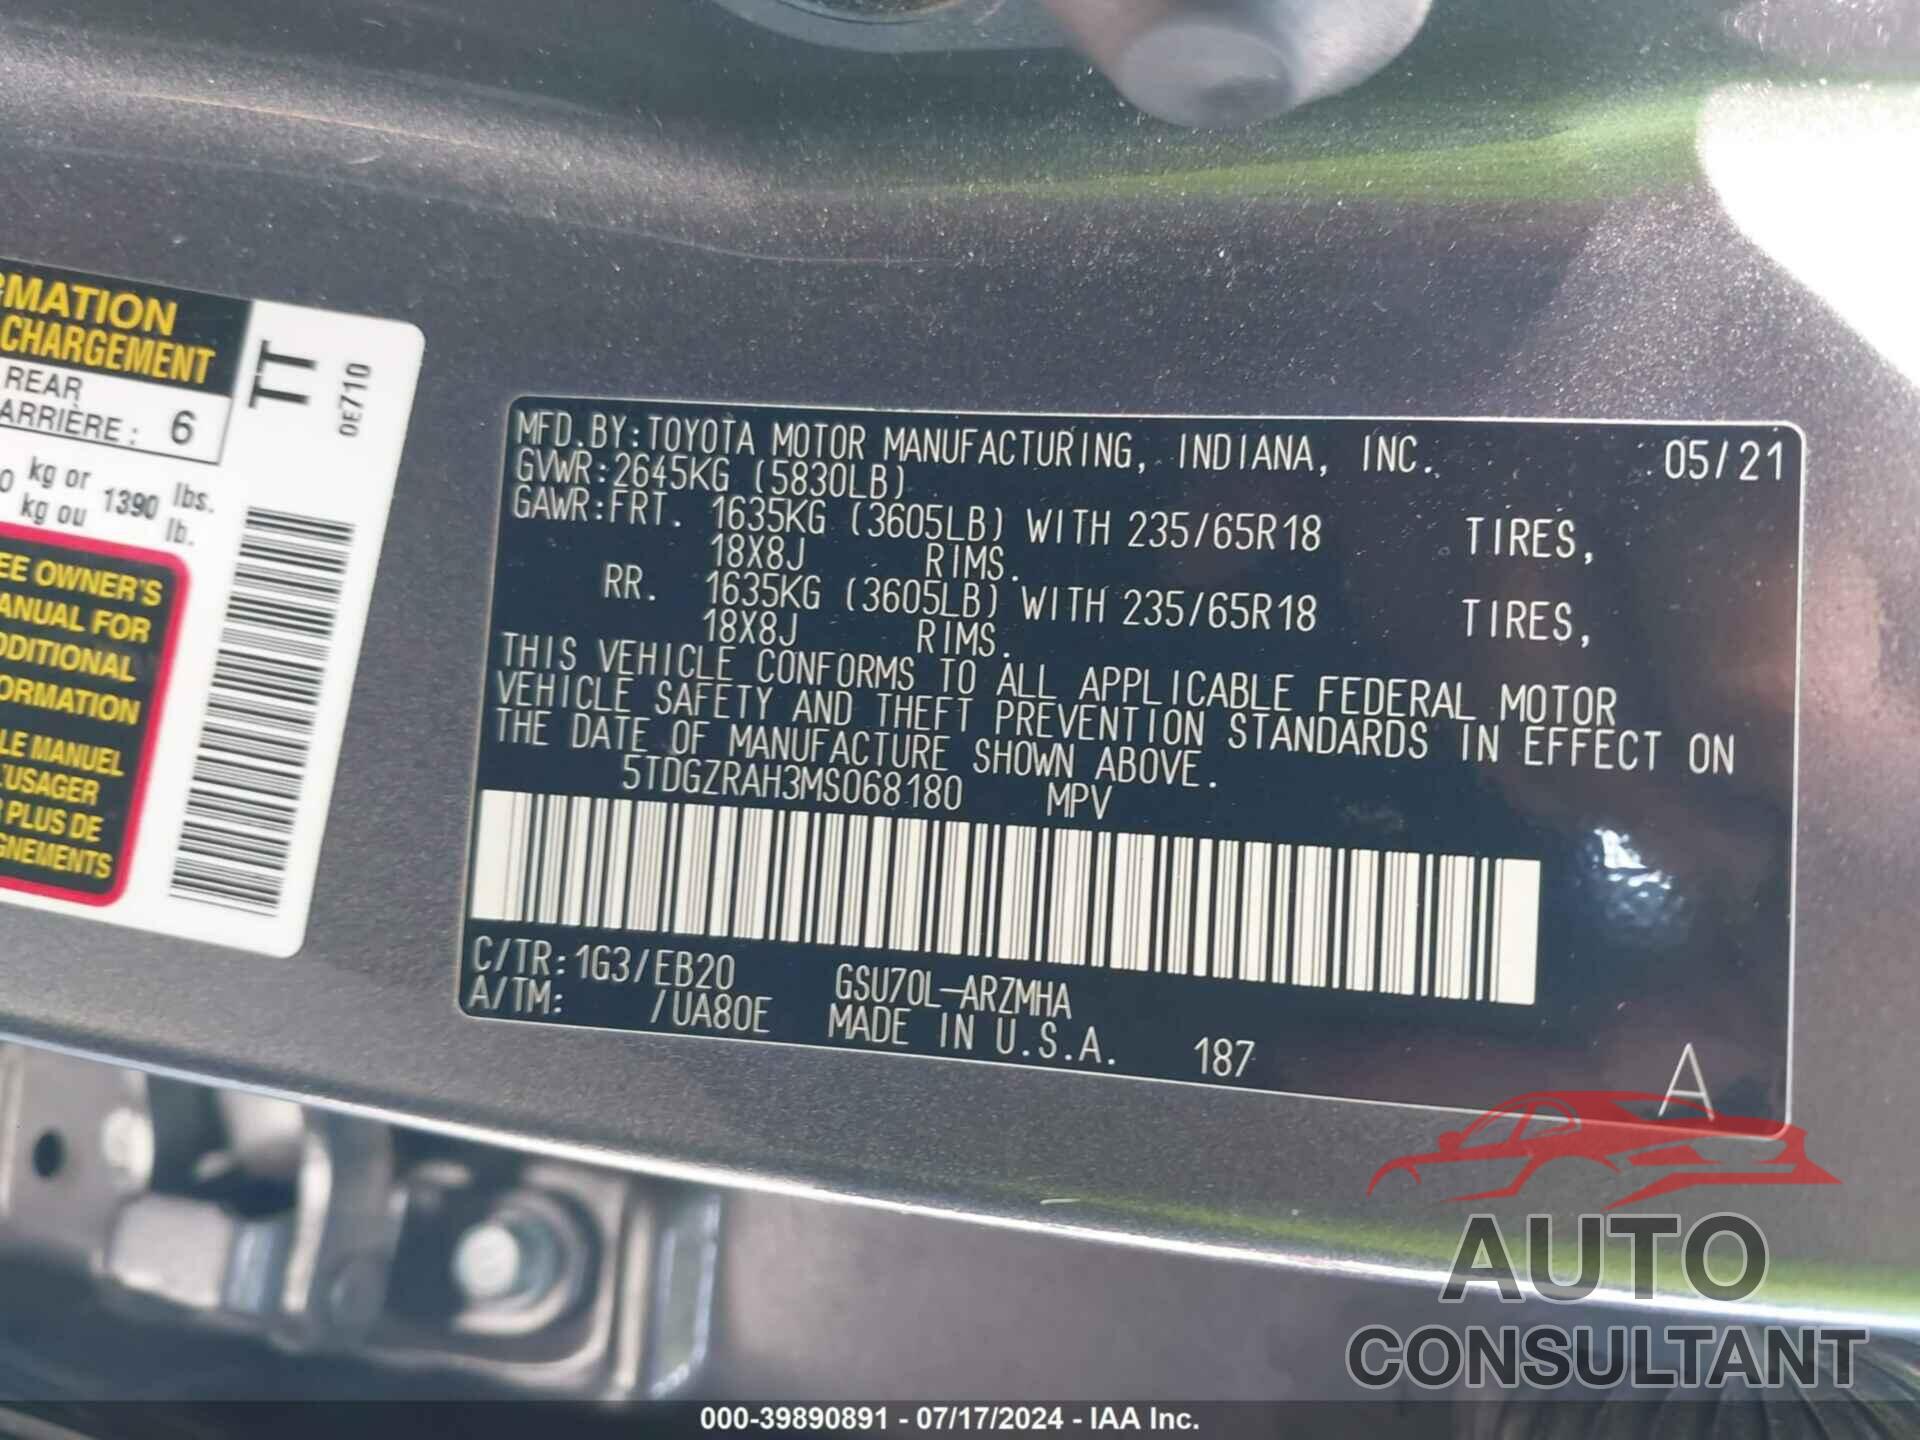 RMATION
CHARGEMENT
REAR
ARRIÈRE: 6
0 kg or 1390 lbs.
kg ou lb.
TT
0E710
EE OWNER'S
ANUAL FOR
DDITIONAL
FORMATION
LE MANUEL
L'USAGER
R PLUS DE
GNEMENTS
MFD.BY:TOYOTA MOTOR MANUFACTURING, INDIANA, INC. 05/21
GVWR:2645KG (5830LB)
GAWR:FRT. 1635KG (3605LB) WITH 235/65R18 TIRES,
18X8J RIMS.
RR. 1635KG (3605LB) WITH 235/65R18 TIRES,
18X8J RIMS.
THIS VEHICLE CONFORMS TO ALL APPLICABLE FEDERAL MOTOR
VEHICLE SAFETY AND THEFT PREVENTION STANDARDS IN EFFECT ON
THE DATE OF MANUFACTURE SHOWN ABOVE.
5TDGZRAH3MS068180 MPV
C/TR:1G3/EB20 GSU70L-ARZMHA
A/TM: /UA80E MADE IN U.S.A. 187
A
AUTO
CONSULTANT
000-39890891 - 07/17/2024 - IAA Inc.